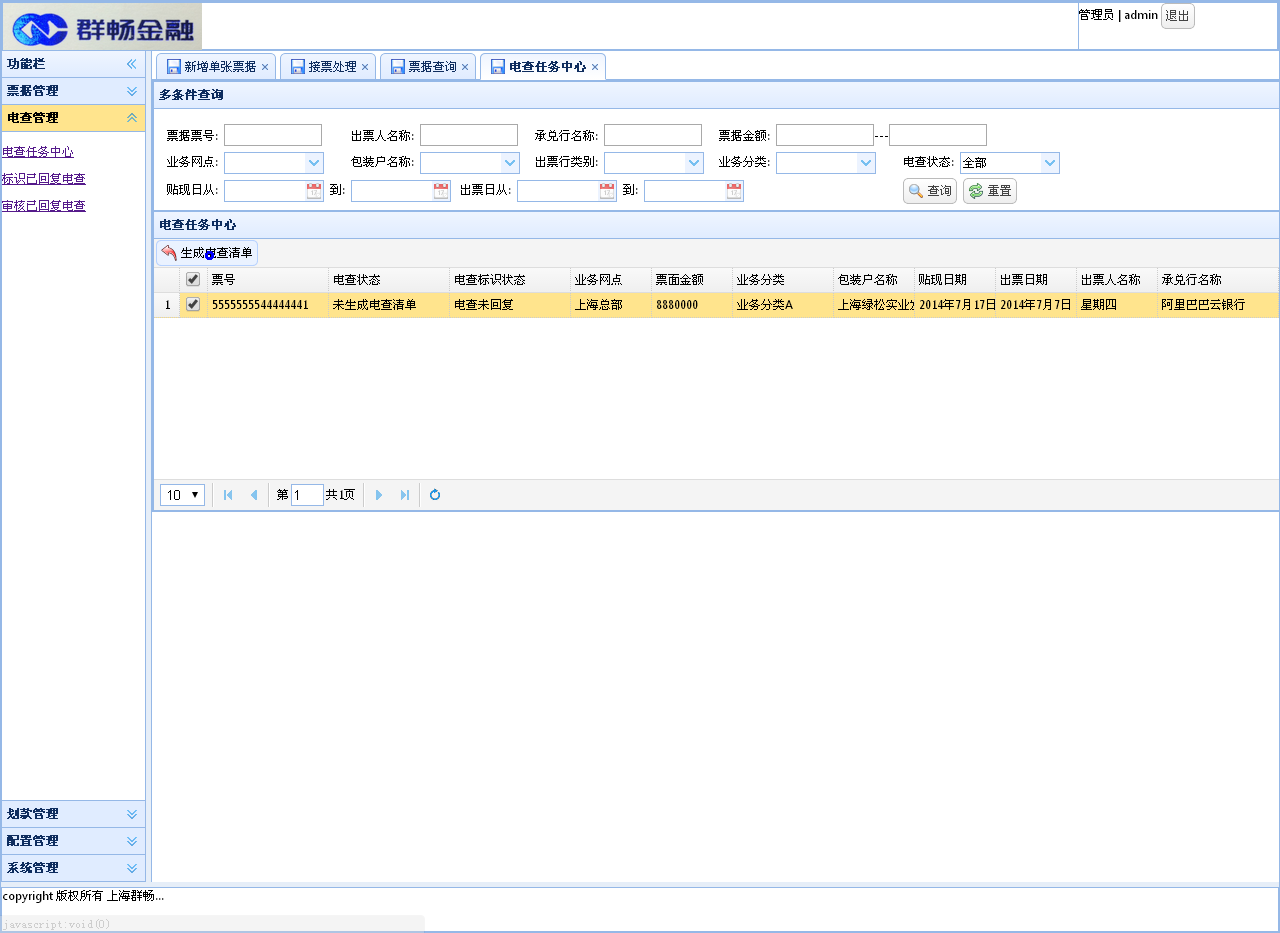 群畅金融
管理员 | admin 退出
功能栏
票据管理
电查管理
电查任务中心
标识已回复电查
审核已回复电查
划款管理
配置管理
系统管理
新增单张票据 × 接票处理 × 票据查询 × 电查任务中心 ×
多条件查询
票据票号: 出票人名称: 承兑行名称: 票据金额: ---
业务网点: 包装户名称: 出票行类别: 业务分类: 电查状态: 全部
贴现日从: 到: 出票日从: 到: 查询 重置
电查任务中心
生成电查清单
票号 电查状态 电查标识状态 业务网点 票面金额 业务分类 包装户名称 贴现日期 出票日期 出票人名称 承兑行名称
1 5555555544444441 未生成电查清单 电查未回复 上海总部 8880000 业务分类A 上海绿松实业 2014年7月17日 2014年7月7日 星期四 阿里巴巴云银行
10 第 1 共1页
copyright 版权所有 上海群畅...
javascript:void(0)